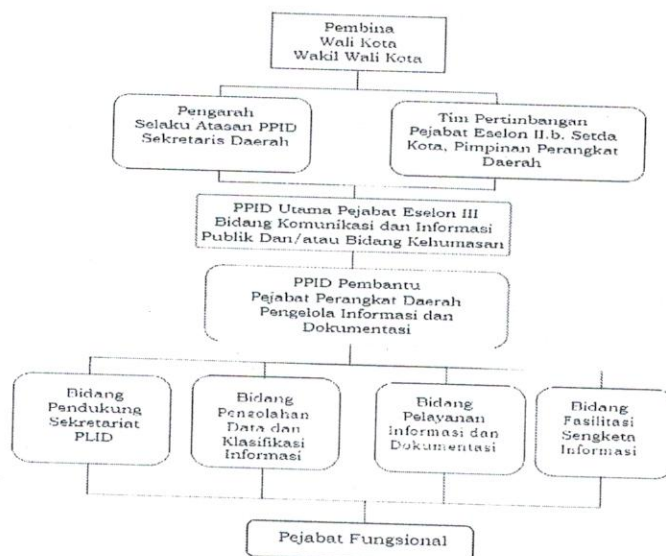 Pembina
Wali Kota
Wakil Wali Kota
Pengarah
Selaku Atasan PPID
Sekretaris Daerah
Tim Pertimbangan
Pejabat Eselon II.b. Setda
Kota, Pimpinan Perangkat
Daerah
PPID Utama Pejabat Eselon III
Bidang Komunikasi dan Informasi
Publik Dan/atau Bidang Kehumasan
PPID Pembantu
Pejabat Perangkat Daerah
Pengelola Informasi dan
Dokumentasi
Bidang
Pendukung
Sekretariat
PLID
Bidang
Pengolahan
Data dan
Klasifikasi
Informasi
Bidang
Pelayanan
Informasi dan
Dokumentasi
Bidang
Fasilitasi
Sengketa
Informasi
Pejabat Fungsional